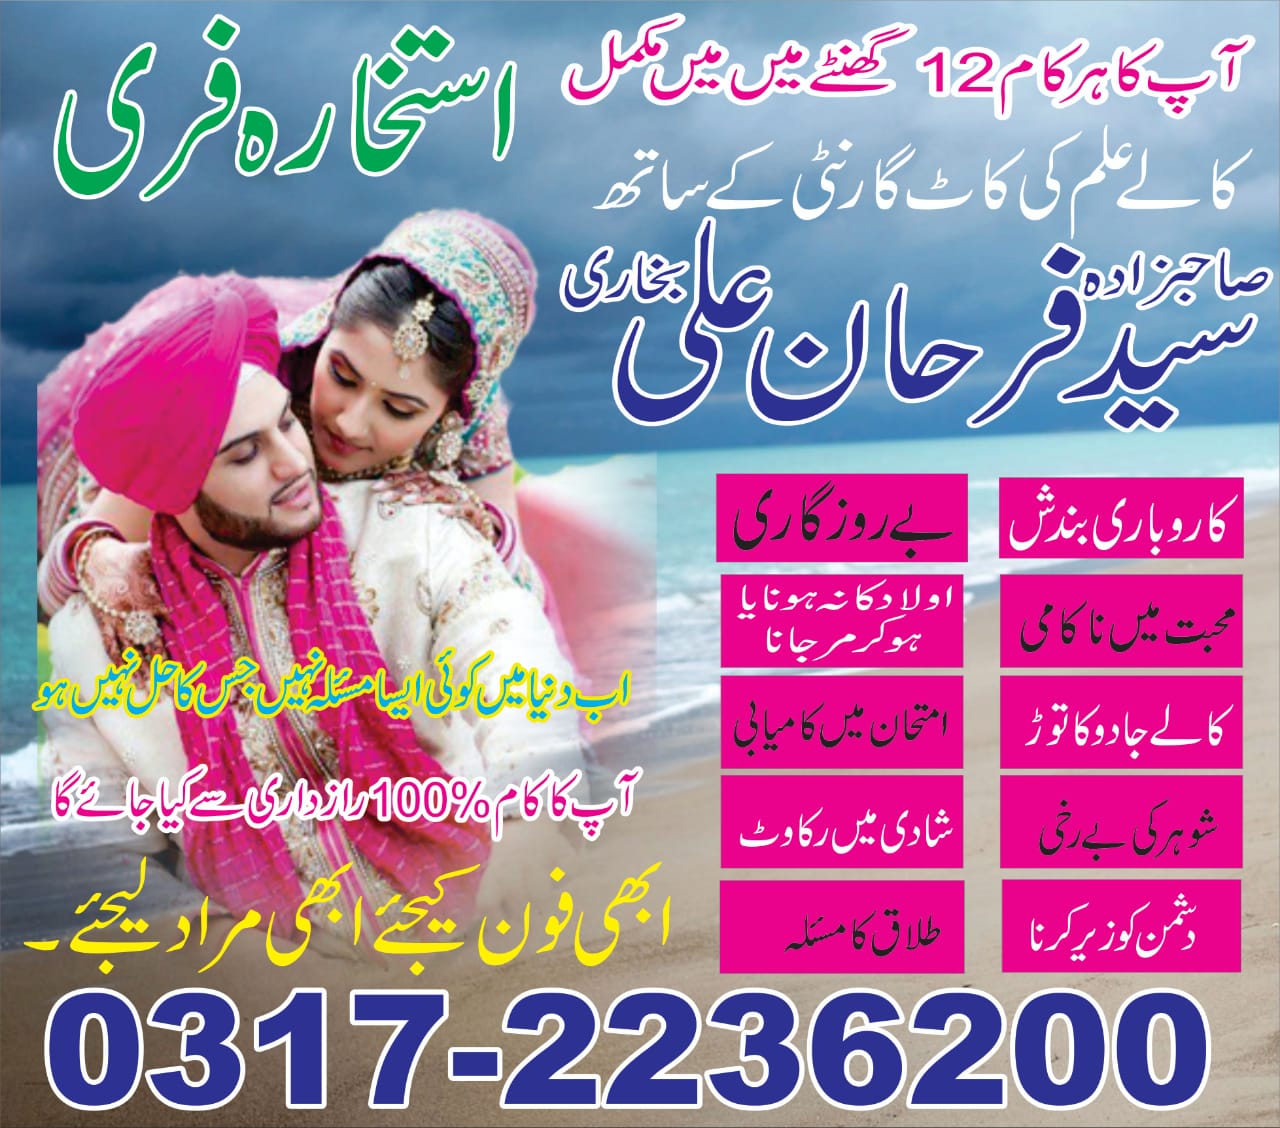 استخارہ فری
آپ کا ہر کام 12 گھنٹے میں میں مکمل
کالے علم کی کاٹ گارنٹی کے ساتھ
صاحبزادہ
سید فرحان علی بخاری
کاروباری بندش
بے روزگاری
محبت میں ناکامی
اولاد کا نہ ہونا یا
ہو کر مر جانا
کالے جادو کا توڑ
امتحان میں کامیابی
شوہر کی بے رخی
شادی میں رکاوٹ
دشمن کو زیر کرنا
طلاق کا مسئلہ
اب دنیا میں کوئی ایسا مسئلہ نہیں جس کا حل نہیں ہو
آپ کا کام 100% رازداری سے کیا جائے گا
ابھی فون کیجئے ابھی مراد لیجئے۔
0317-2236200